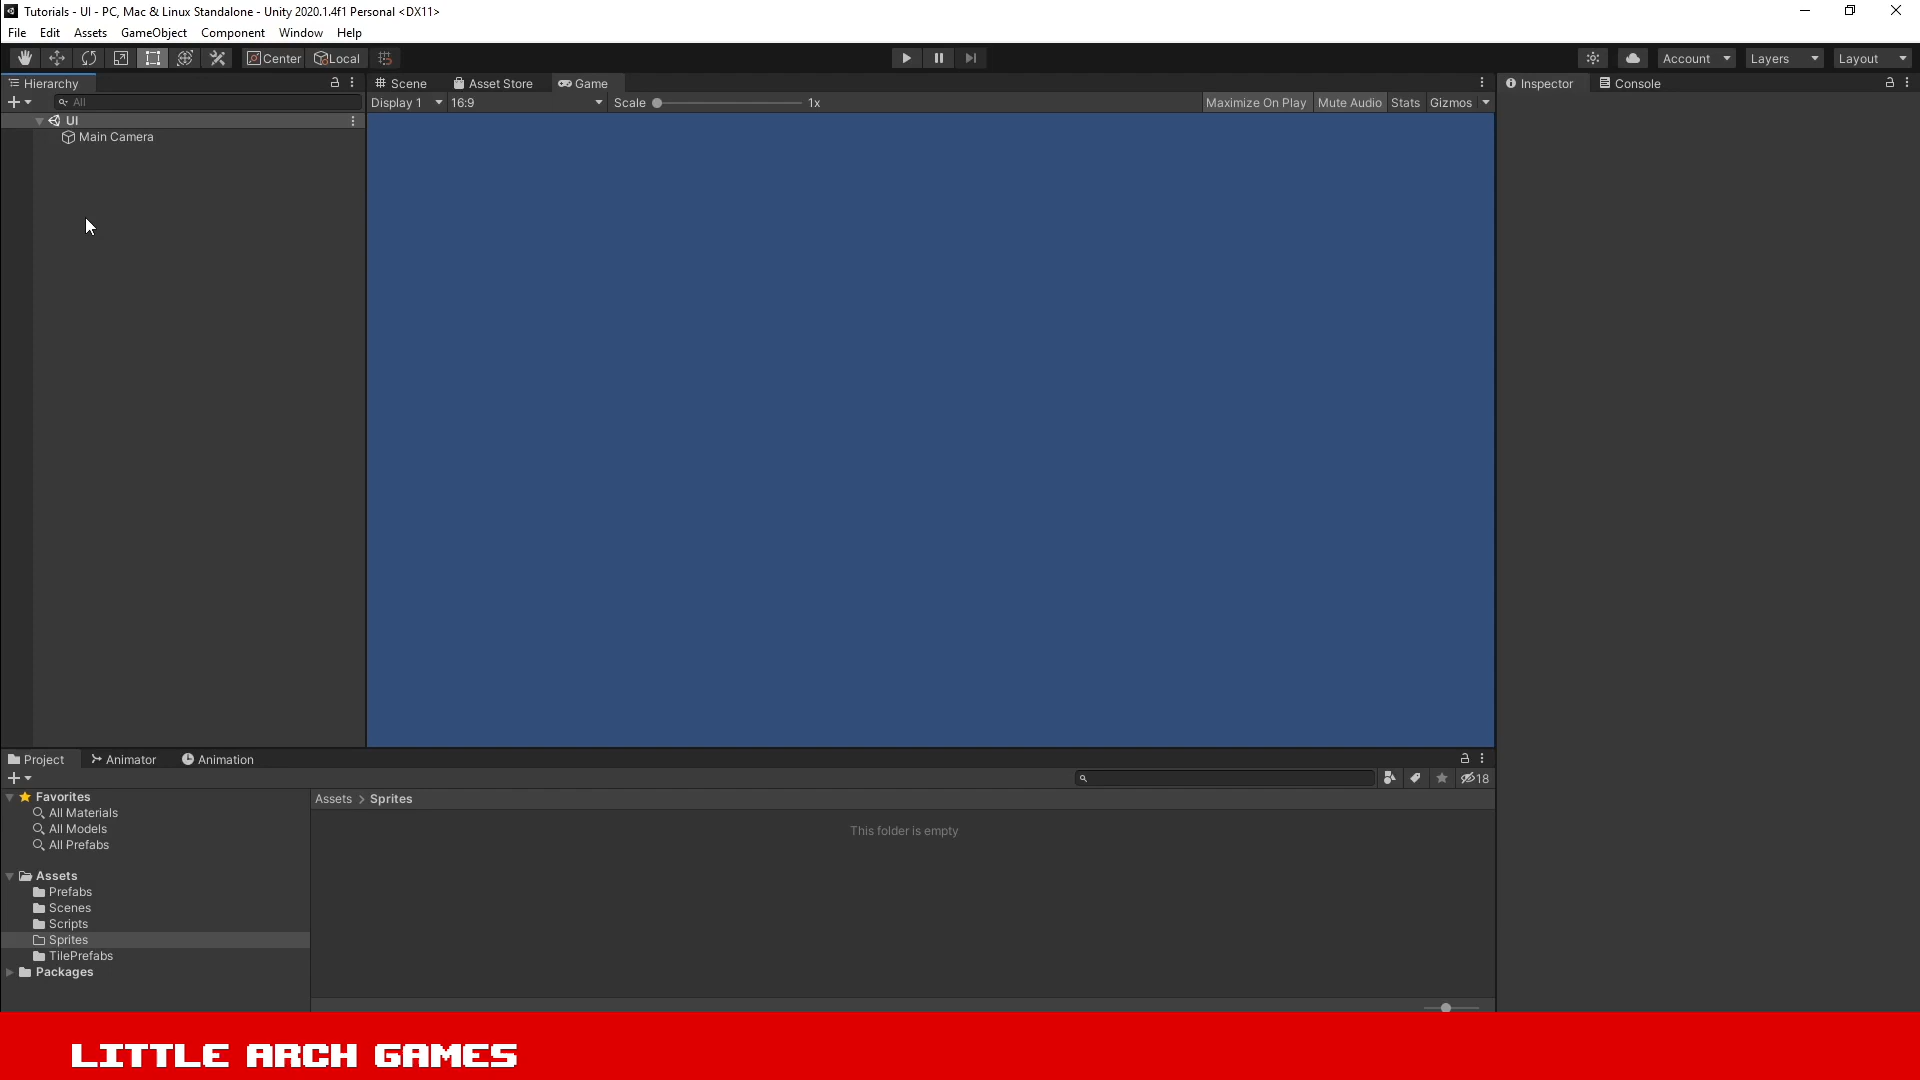 Tutorials - UI - PC, Mac & Linux Standalone - Unity 2020.1.4f1 Personal <DX11>
File Edit Assets GameObject Component Window Help
Center Local Account Layers Layout
Hierarchy Scene Asset Store Game Inspector Console
All Display 1 16:9 Scale 1x Maximize On Play Mute Audio Stats Gizmos
UI
Main Camera
Project Animator Animation
18
Favorites Assets > Sprites
All Materials
All Models This folder is empty
All Prefabs
Assets
Prefabs
Scenes
Scripts
Sprites
TilePrefabs
Packages
LITTLE ARCH GAMES